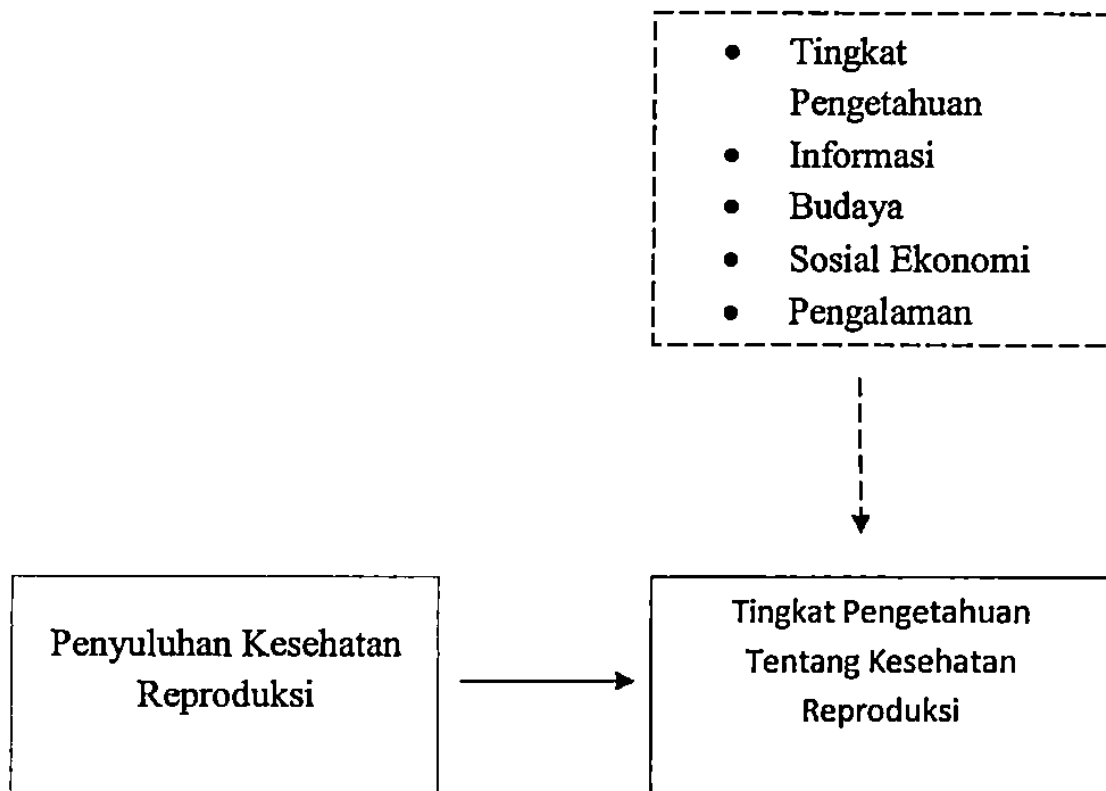 • Tingkat
Pengetahuan
• Informasi
• Budaya
• Sosial Ekonomi
• Pengalaman
Penyuluhan Kesehatan
Reproduksi
Tingkat Pengetahuan
Tentang Kesehatan
Reproduksi